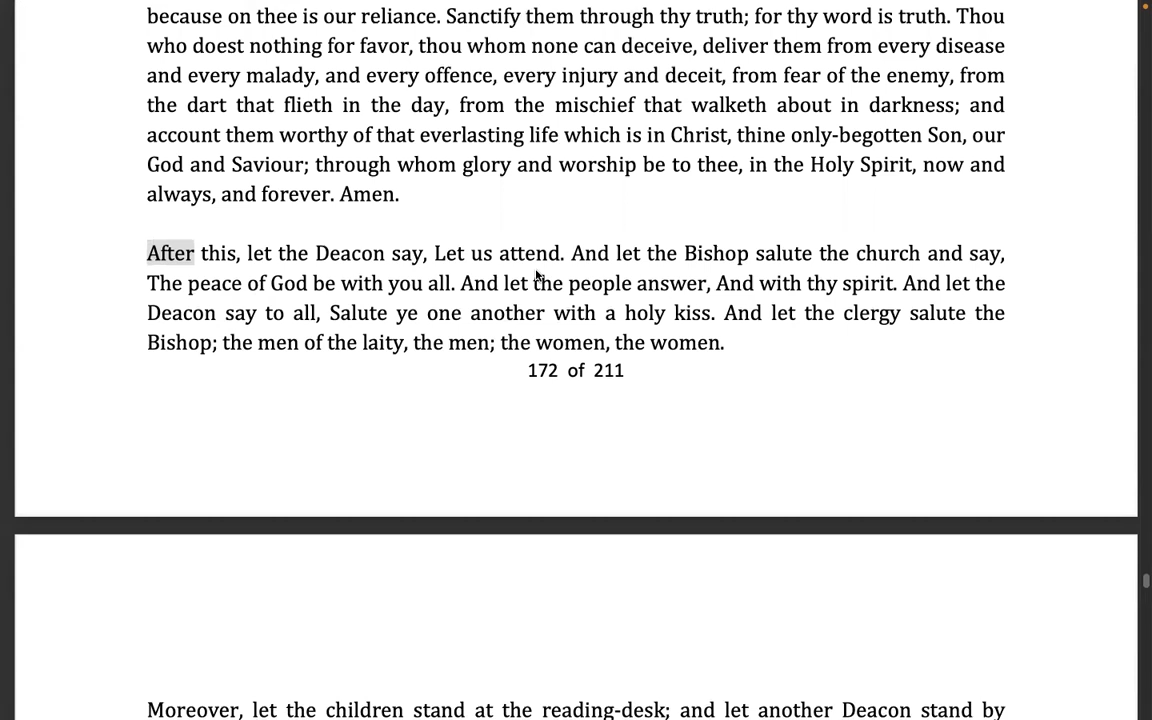 because on thee is our reliance. Sanctify them through thy truth; for thy word is truth. Thou
who doest nothing for favor, thou whom none can deceive, deliver them from every disease
and every malady, and every offence, every injury and deceit, from fear of the enemy, from
the dart that flieth in the day, from the mischief that walketh about in darkness; and
account them worthy of that everlasting life which is in Christ, thine only-begotten Son, our
God and Saviour; through whom glory and worship be to thee, in the Holy Spirit, now and
always, and forever. Amen.
After this, let the Deacon say, Let us attend. And let the Bishop salute the church and say,
The peace of God be with you all. And let the people answer, And with thy spirit. And let the
Deacon say to all, Salute ye one another with a holy kiss. And let the clergy salute the
Bishop; the men of the laity, the men; the women, the women.
172 of 211
Moreover, let the children stand at the reading-desk; and let another Deacon stand by